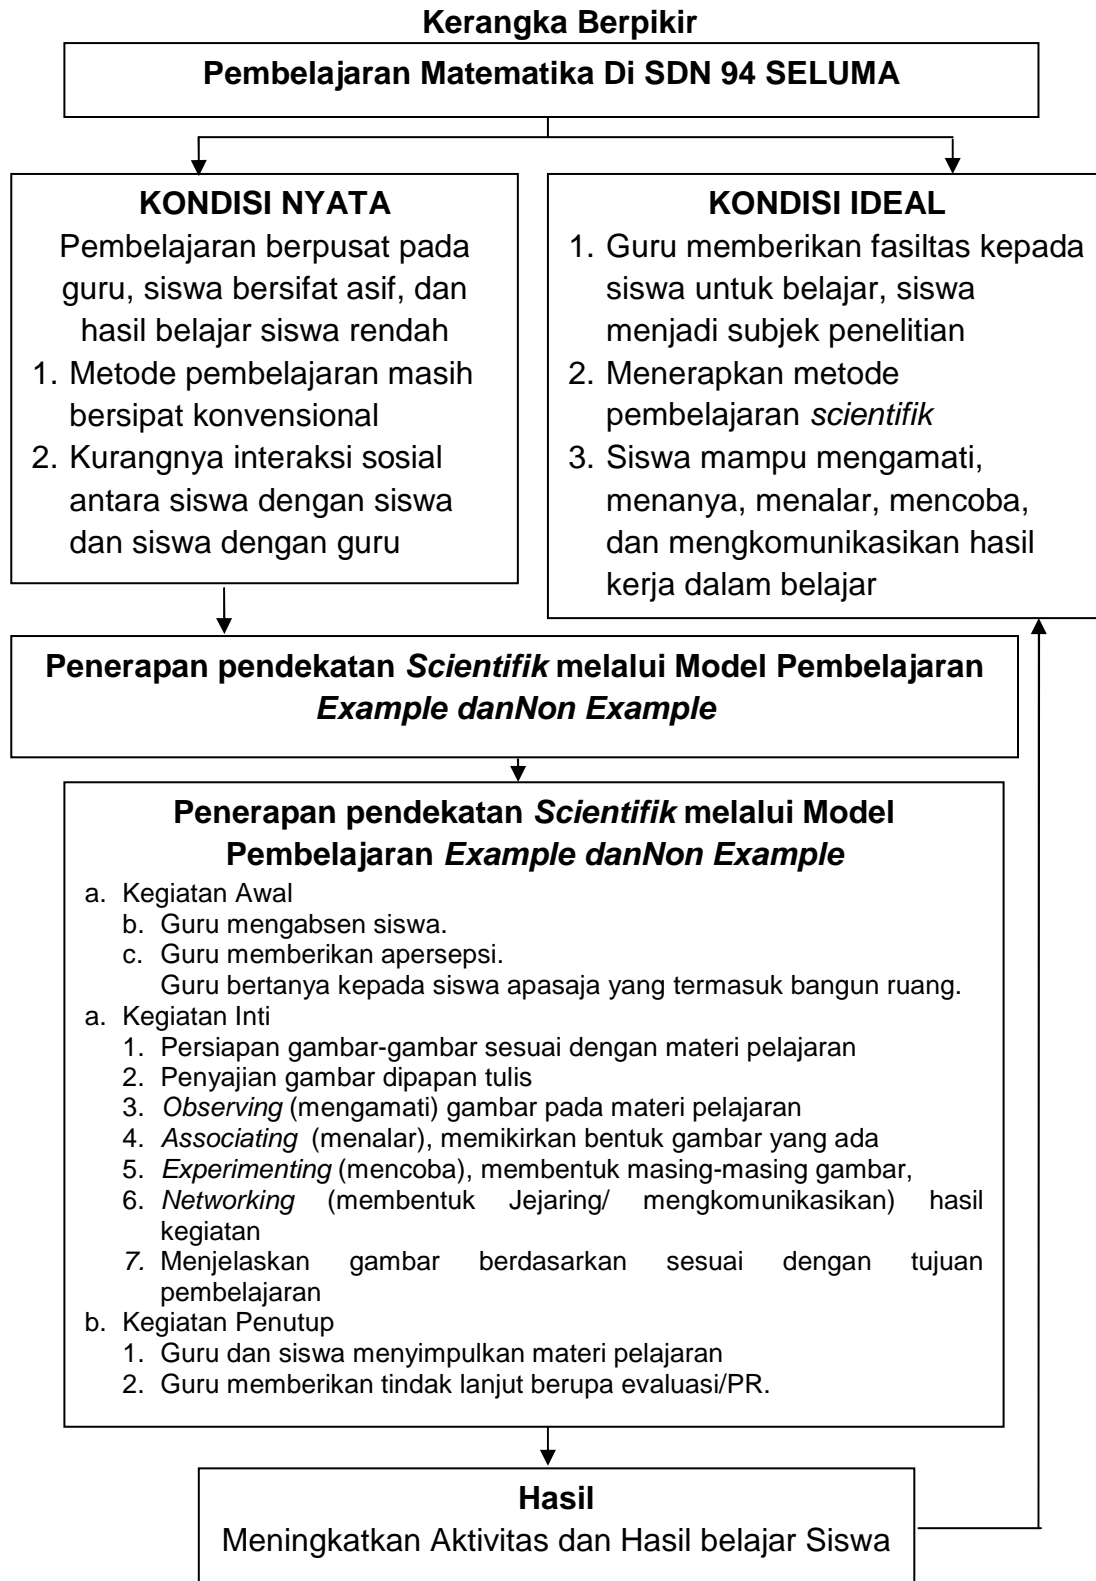 Kerangka Berpikir
Pembelajaran Matematika Di SDN 94 SELUMA
KONDISI NYATA
Pembelajaran berpusat pada
guru, siswa bersifat asif, dan
hasil belajar siswa rendah
1. Metode pembelajaran masih
bersipat konvensional
2. Kurangnya interaksi sosial
antara siswa dengan siswa
dan siswa dengan guru
KONDISI IDEAL
1. Guru memberikan fasiltas kepada
siswa untuk belajar, siswa
menjadi subjek penelitian
2. Menerapkan metode
pembelajaran scientifik
3. Siswa mampu mengamati,
menanya, menalar, mencoba,
dan mengkomunikasikan hasil
kerja dalam belajar
Penerapan pendekatan Scientifik melalui Model Pembelajaran
Example danNon Example
Penerapan pendekatan Scientifik melalui Model
Pembelajaran Example danNon Example
a. Kegiatan Awal
b. Guru mengabsen siswa.
c. Guru memberikan apersepsi.
Guru bertanya kepada siswa apasaja yang termasuk bangun ruang.
a. Kegiatan Inti
1. Persiapan gambar-gambar sesuai dengan materi pelajaran
2. Penyajian gambar dipapan tulis
3. Observing (mengamati) gambar pada materi pelajaran
4. Associating (menalar), memikirkan bentuk gambar yang ada
5. Experimenting (mencoba), membentuk masing-masing gambar,
6. Networking (membentuk Jejaring/ mengkomunikasikan) hasil
kegiatan
7. Menjelaskan gambar berdasarkan sesuai dengan tujuan
pembelajaran
b. Kegiatan Penutup
1. Guru dan siswa menyimpulkan materi pelajaran
2. Guru memberikan tindak lanjut berupa evaluasi/PR.
Hasil
Meningkatkan Aktivitas dan Hasil belajar Siswa